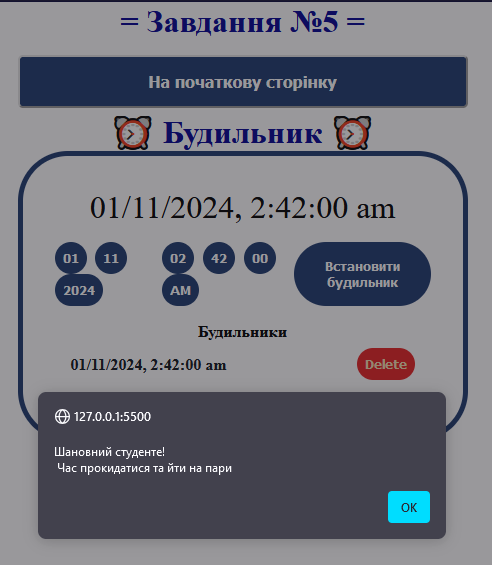 = Завдання №5 =
На початкову сторінку
Будильник
01/11/2024, 2:42:00 am
01 11 02 42 00
2024 AM
Встановити
будильник
Будильники
01/11/2024, 2:42:00 am Delete
127.0.0.1:5500
Шановний студенте!
Час прокидатися та йти на пари
OK